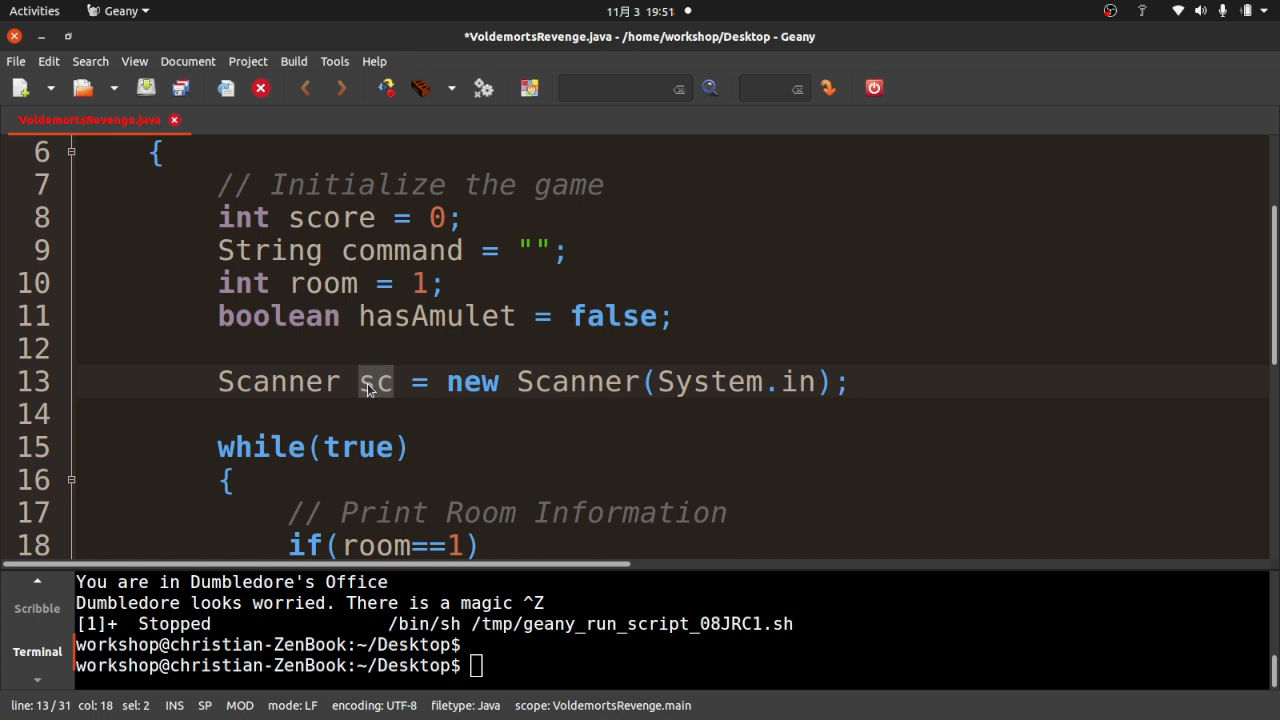 Activities Geany 11月 3 19:51
*VoldemortsRevenge.java - /home/workshop/Desktop - Geany
File Edit Search View Document Project Build Tools Help
VoldemortsRevenge.java
6 {
7 // Initialize the game
8 int score = 0;
9 String command = "";
10 int room = 1;
11 boolean hasAmulet = false;
12
13 Scanner sc = new Scanner(System.in);
14
15 while(true)
16 {
17 // Print Room Information
18 if(room==1)
You are in Dumbledore's Office
Scribble Dumbledore looks worried. There is a magic ^Z
[1]+ Stopped /bin/sh /tmp/geany_run_script_08JRC1.sh
Terminal workshop@christian-ZenBook:~/Desktop$
workshop@christian-ZenBook:~/Desktop$
line: 13 / 31 col: 18 sel: 2 INS SP MOD mode: LF encoding: UTF-8 filetype: Java scope: VoldemortsRevenge.main